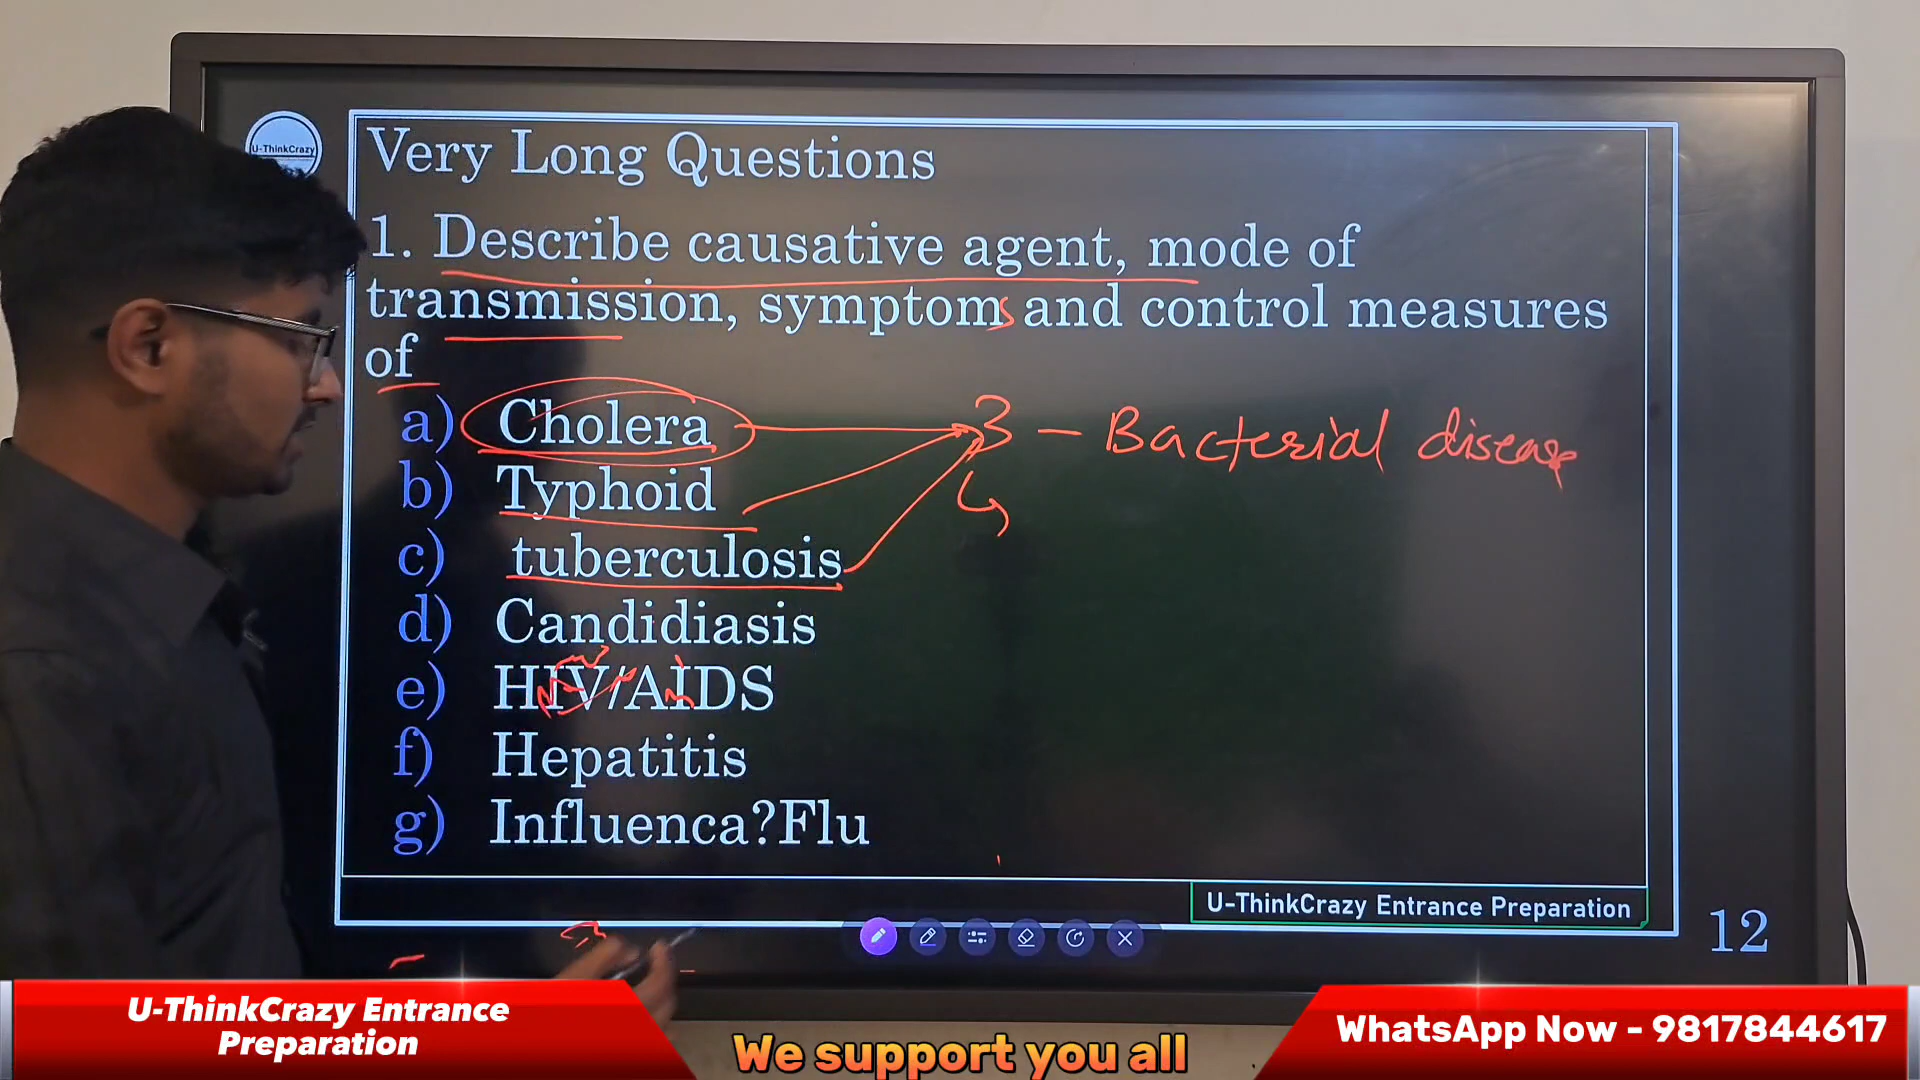 U-ThinkCrazy
Very Long Questions
1. Describe causative agent, mode of
transmission, symptoms and control measures
of
a) Cholera
3 - Bacterial disease
b) Typhoid
c) tuberculosis
d) Candidiasis
e) HIV/AIDS
f) Hepatitis
g) Influenca?Flu
U-ThinkCrazy Entrance Preparation
12
U-ThinkCrazy Entrance
Preparation
We support you all
WhatsApp Now - 9817844617